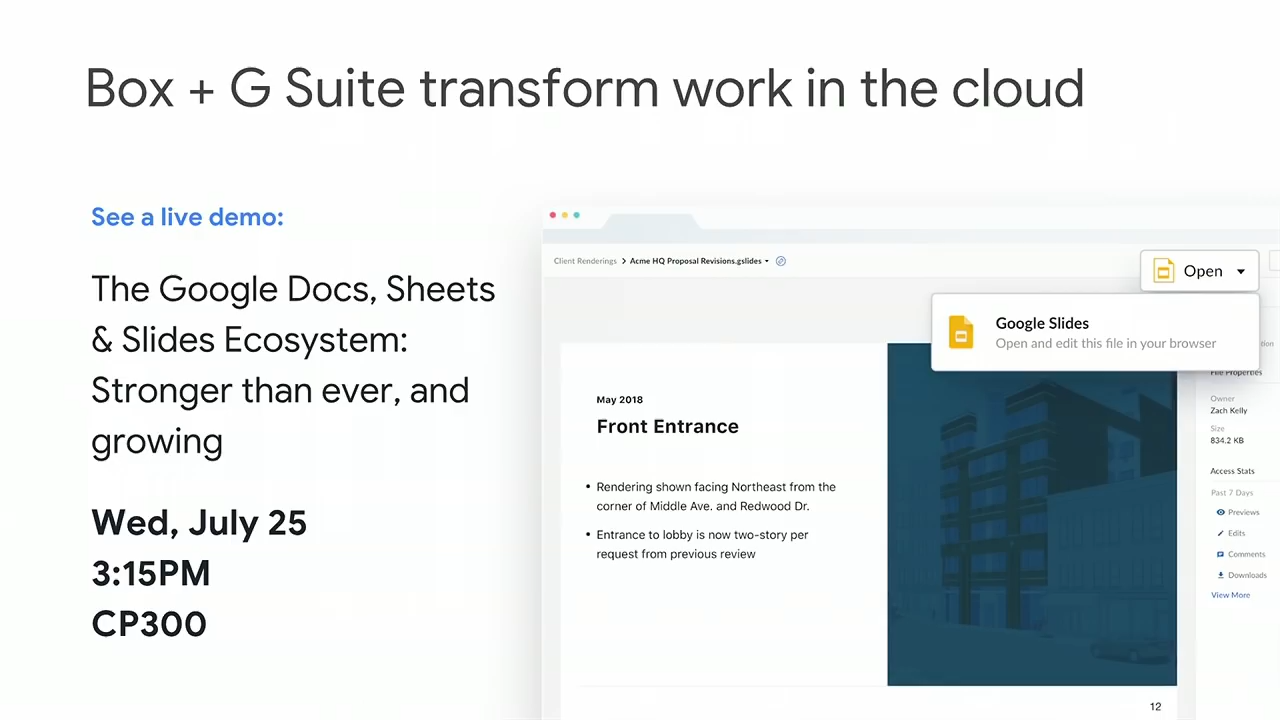 Box + G Suite transform work in the cloud
See a live demo:
The Google Docs, Sheets
& Slides Ecosystem:
Stronger than ever, and
growing
Wed, July 25
3:15PM
CP300
Client Renderings > Acme HQ Proposal Revisions.gslides
Open
Google Slides
Open and edit this file in your browser
May 2018
Front Entrance
• Rendering shown facing Northeast from the
corner of Middle Ave. and Redwood Dr.
• Entrance to lobby is now two-story per
request from previous review
12
File Properties
Owner
Zach Kelly
Size
834.2 KB
Access Stats
Past 7 Days
Previews
Edits
Comments
Downloads
View More